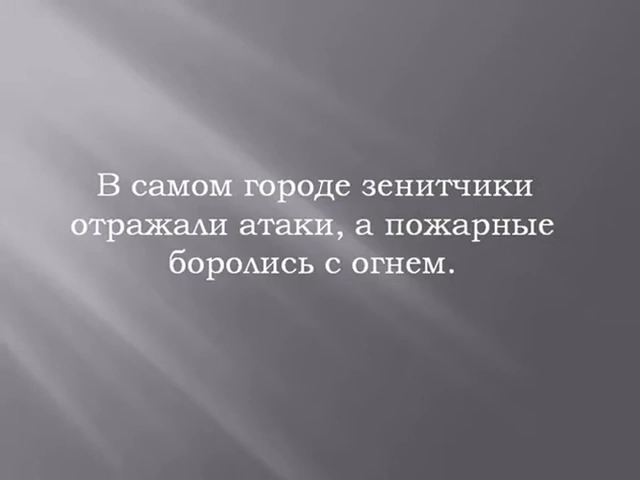 В самом городе зенитчики
отражали атаки, а пожарные
боролись с огнем.